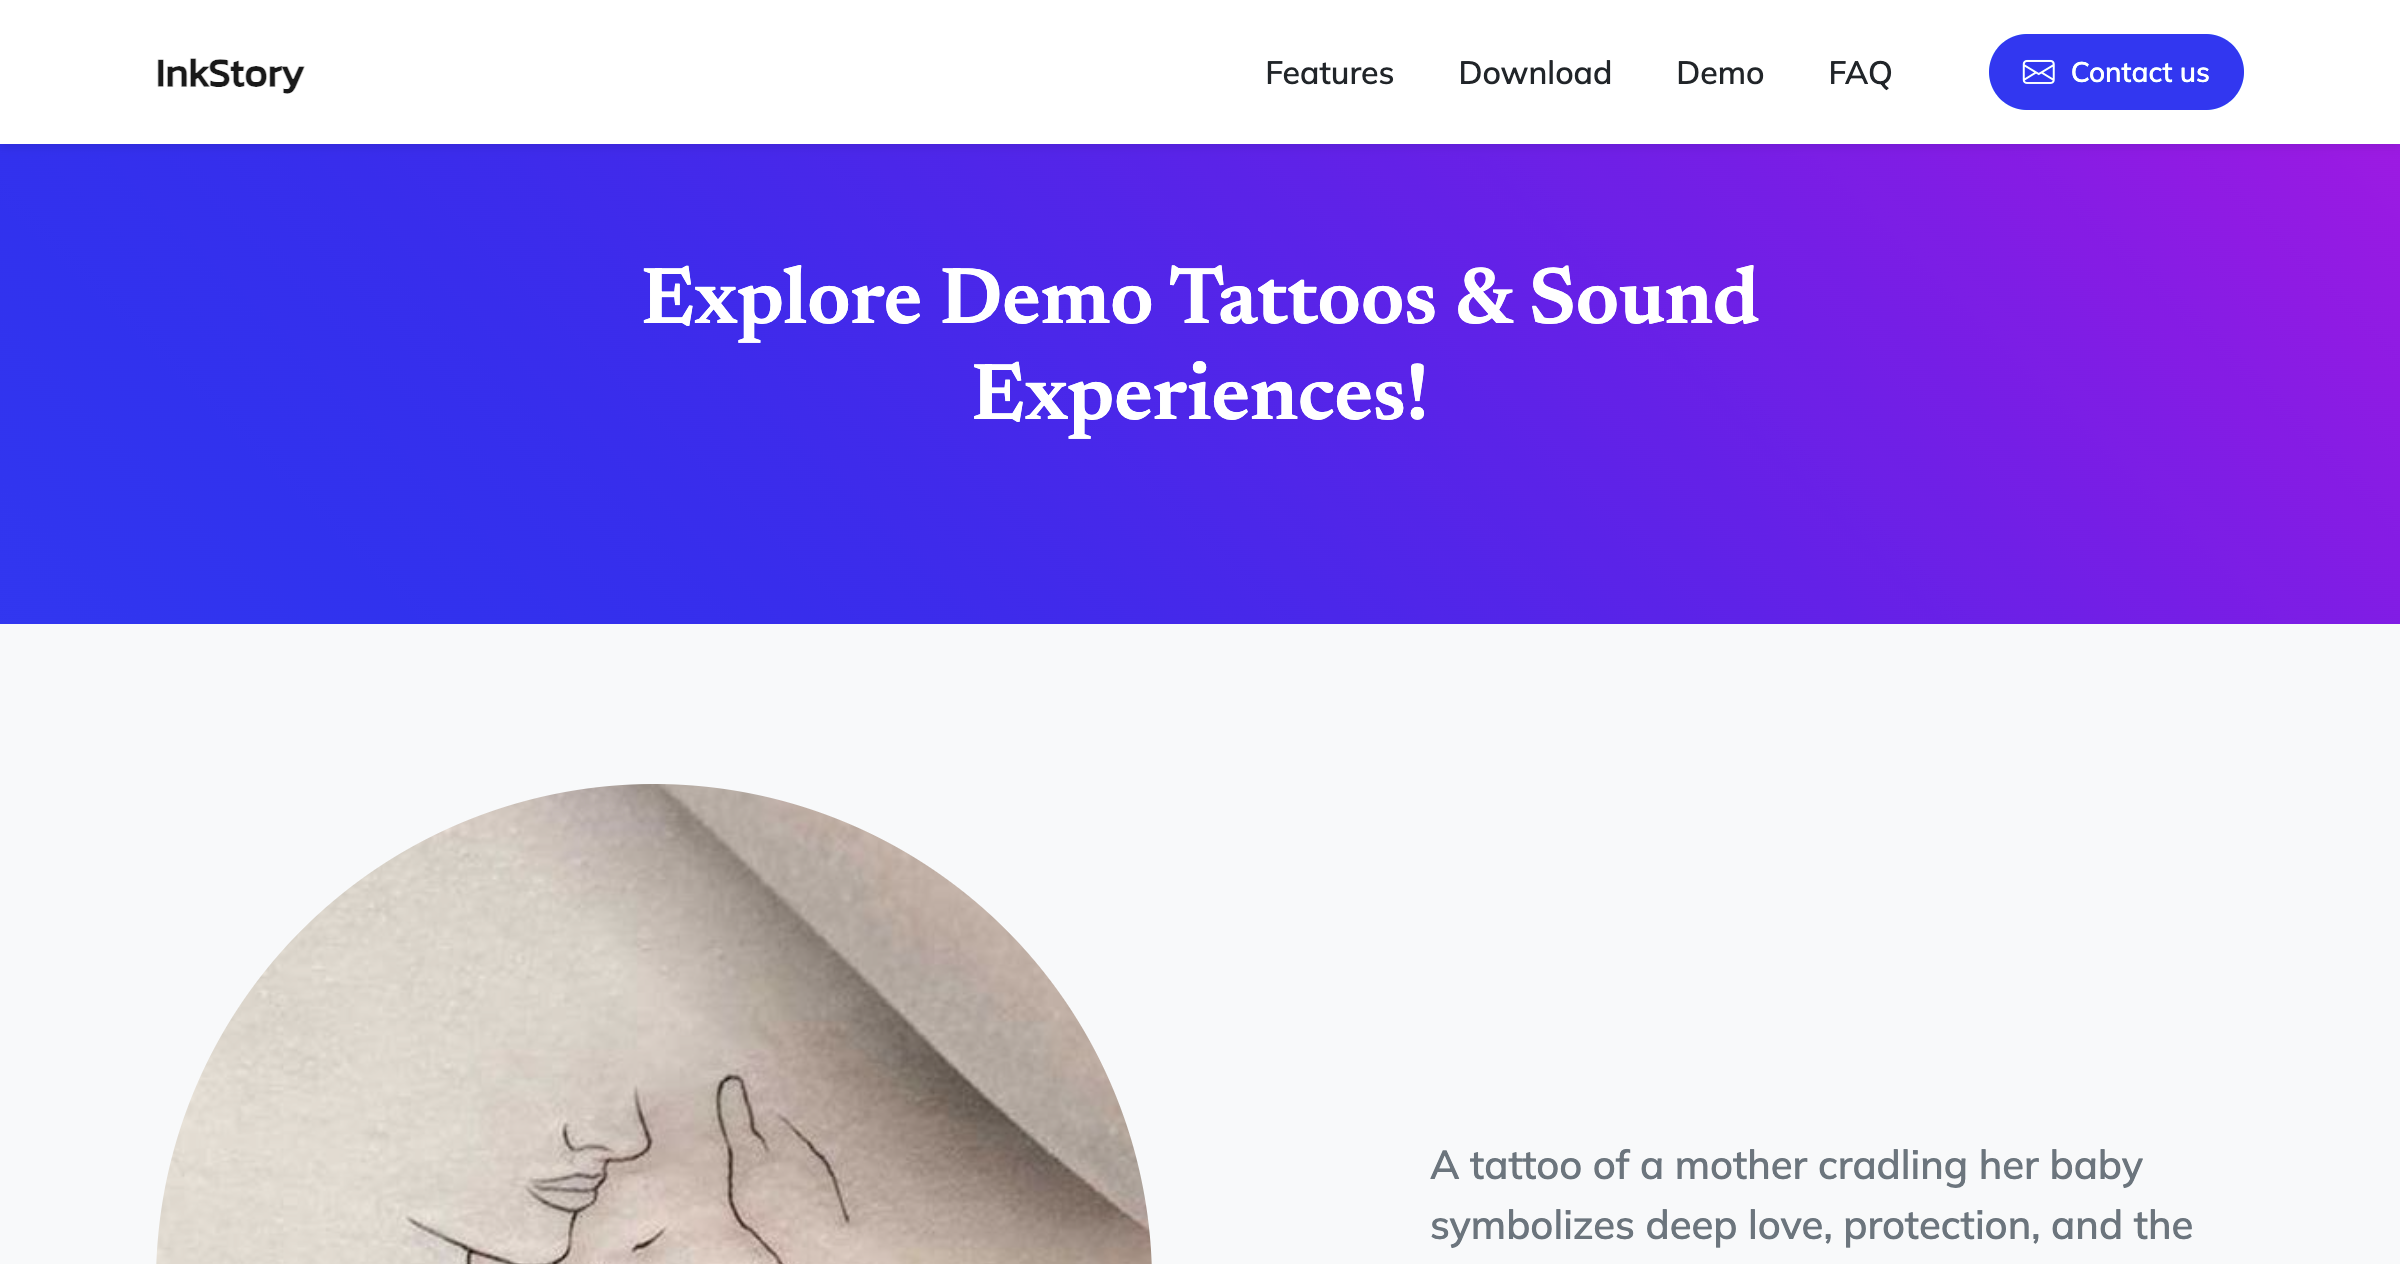 InkStory
Features
Download
Demo
FAQ
Contact us
Explore Demo Tattoos & Sound
Experiences!
A tattoo of a mother cradling her baby
symbolizes deep love, protection, and the